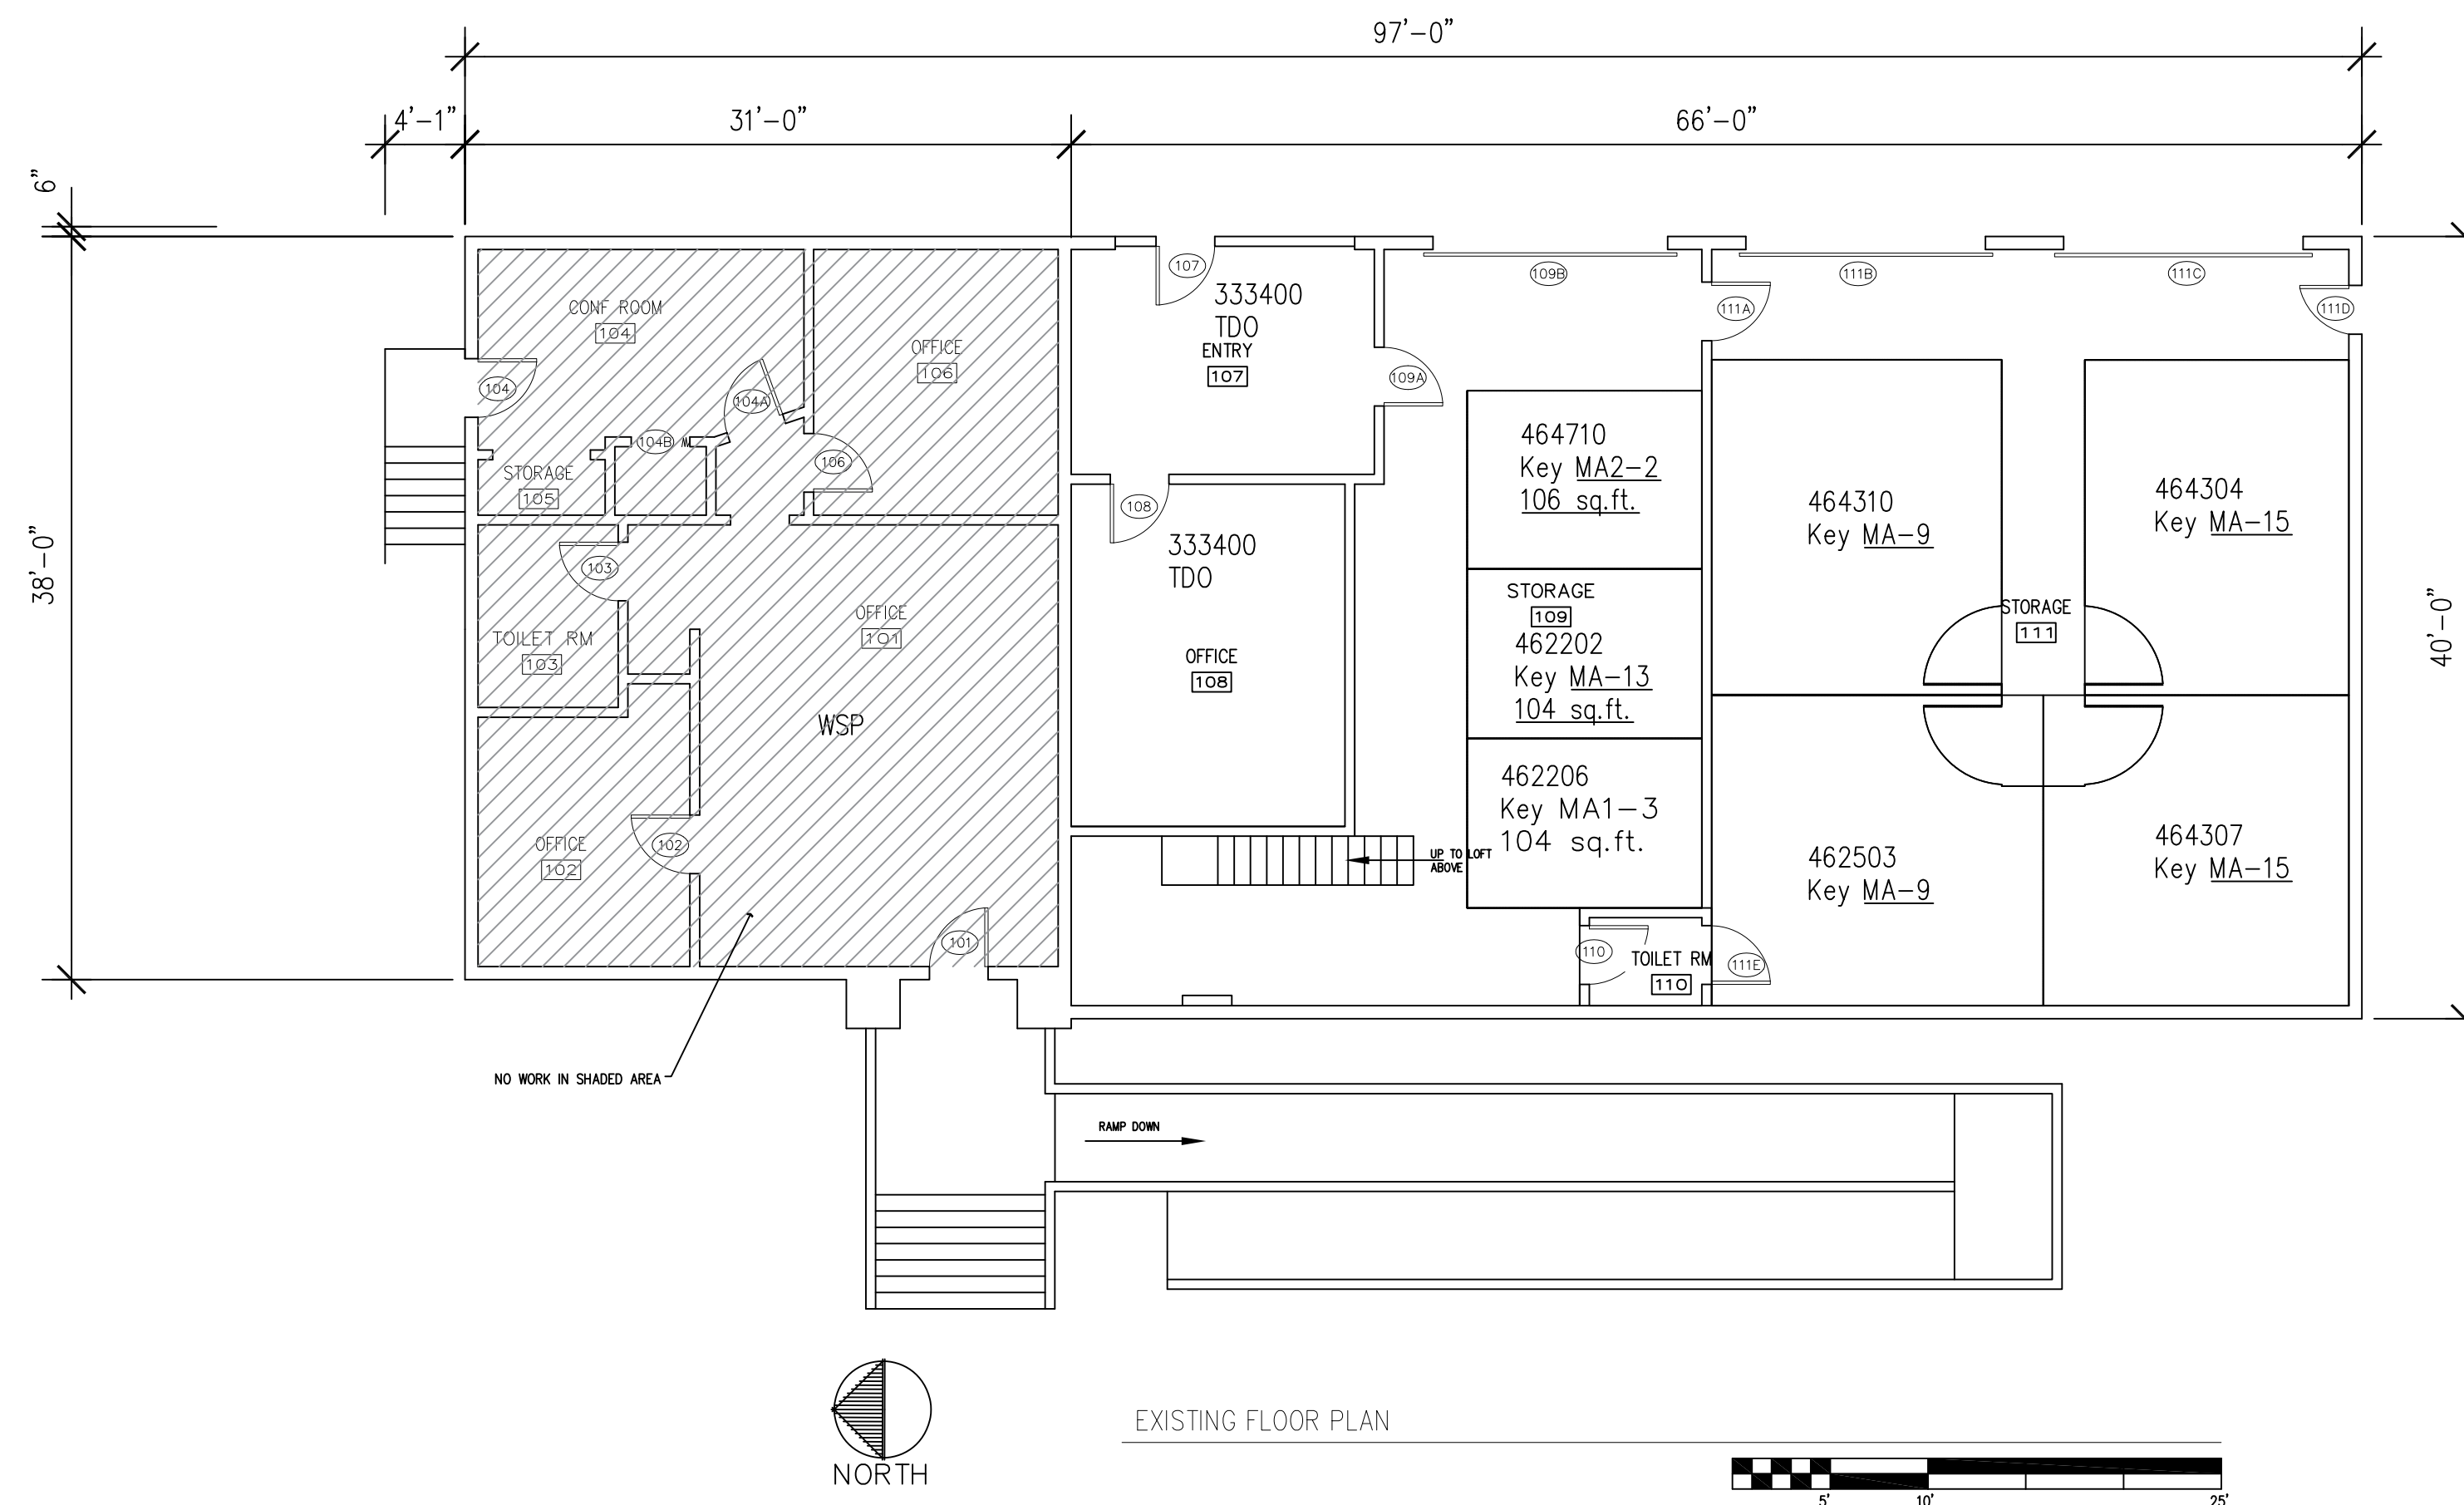 97'-0"
4'-1"
31'-0"
66'-0"
6"
38'-0"
40'-0"
CONF ROOM
104
104
104A
104B
OFFICE
106
106
STORAGE
105
103
TOILET RM
103
OFFICE
101
WSP
OFFICE
102
102
101
NO WORK IN SHADED AREA
107
333400
TDO
ENTRY
107
109A
108
333400
TDO
OFFICE
108
109B
464710
Key MA2-2
106 sq.ft.
STORAGE
109
462202
Key MA-13
104 sq.ft.
462206
Key MA1-3
104 sq.ft.
UP TO LOFT
ABOVE
110
TOILET RM
110
111A
111B
111C
111D
111E
464310
Key MA-9
464304
Key MA-15
STORAGE
111
462503
Key MA-9
464307
Key MA-15
RAMP DOWN
NORTH
EXISTING FLOOR PLAN
5'
10'
25'